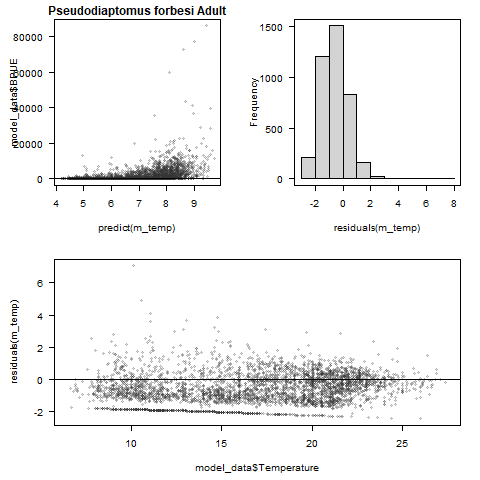 Pseudodiaptomus forbesi Adult
model_data$BPUE
80000
60000
40000
20000
0
4 5 6 7 8 9
predict(m_temp)
Frequency
1500
1000
500
0
-2 0 2 4 6 8
residuals(m_temp)
residuals(m_temp)
6
4
2
0
-2
10 15 20 25
model_data$Temperature